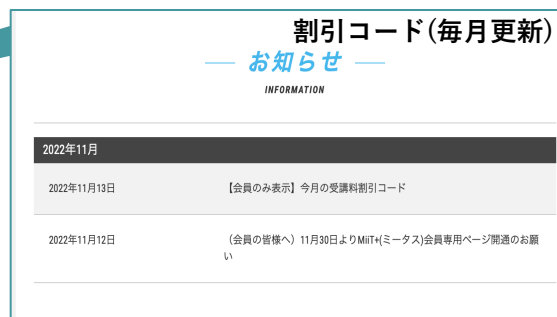 割引コード(毎月更新)
お知らせ
INFORMATION
2022年11月
2022年11月13日 【会員のみ表示】今月の受講料割引コード
2022年11月12日 （会員の皆様へ）11月30日よりMiiT+(ミータス)会員専用ページ開通のお願
い